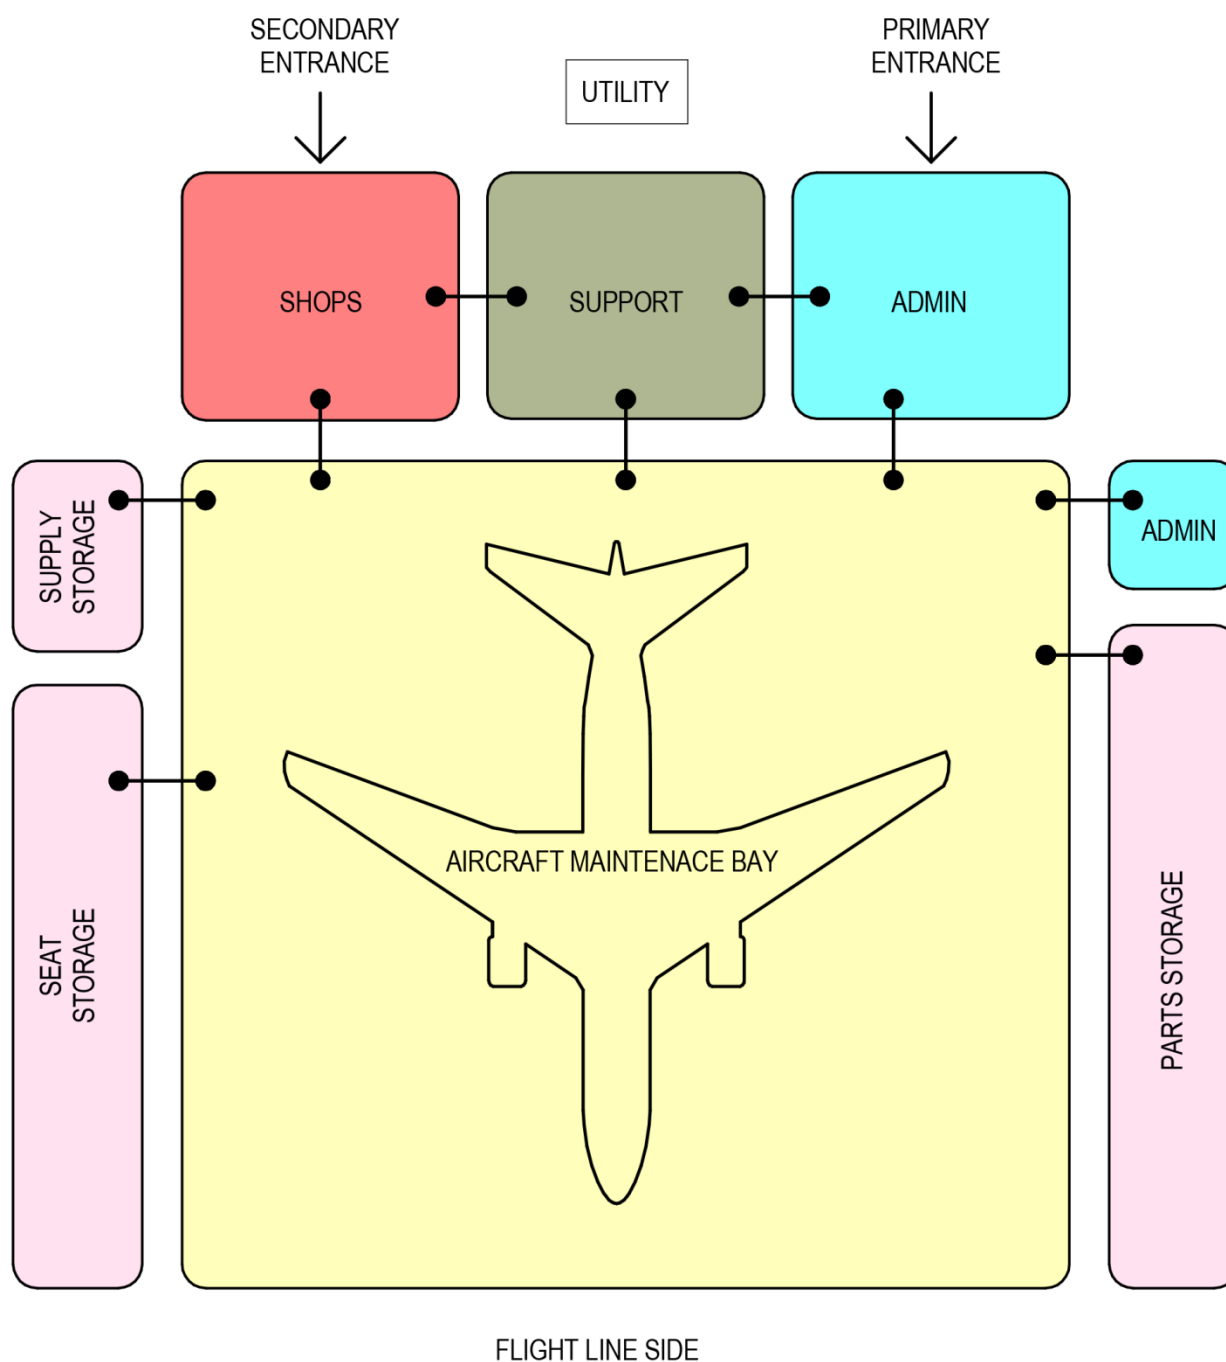 SECONDARY
ENTRANCE
UTILITY
PRIMARY
ENTRANCE
SHOPS
SUPPORT
ADMIN
SUPPLY
STORAGE
ADMIN
SEAT
STORAGE
AIRCRAFT MAINTENACE BAY
PARTS STORAGE
FLIGHT LINE SIDE